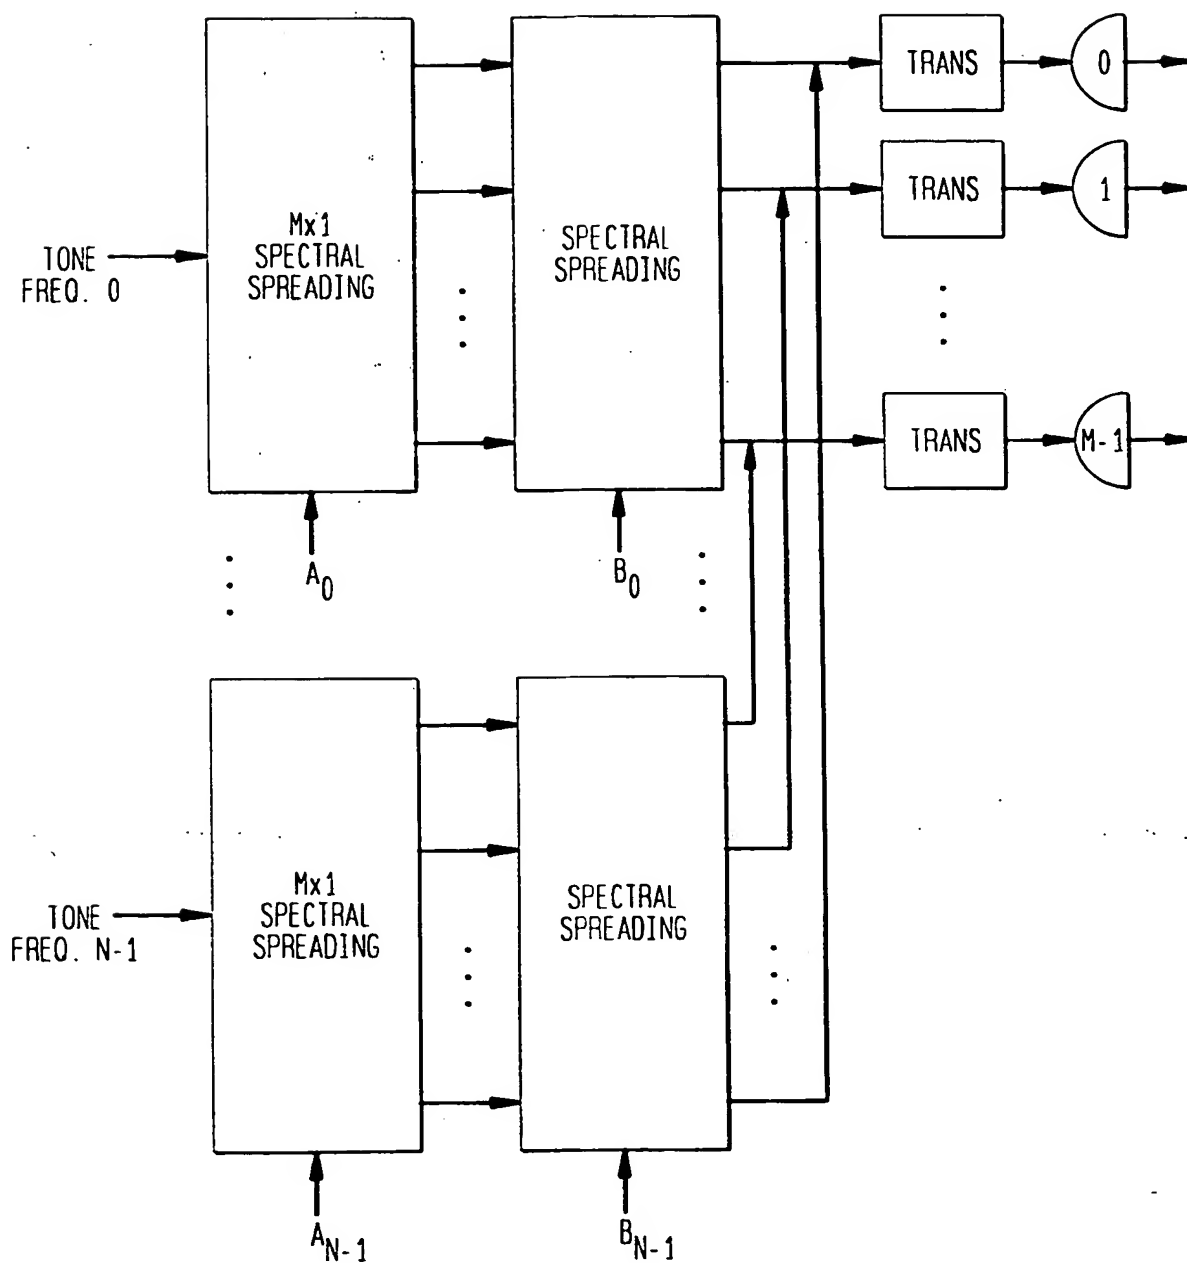 TRANS
0
TRANS
1
Mx1
SPECTRAL
SPREADING
SPECTRAL
SPREADING
TONE
FREQ. 0
TRANS
M-1
A0
B0
Mx1
SPECTRAL
SPREADING
SPECTRAL
SPREADING
TONE
FREQ. N-1
AN-1
BN-1